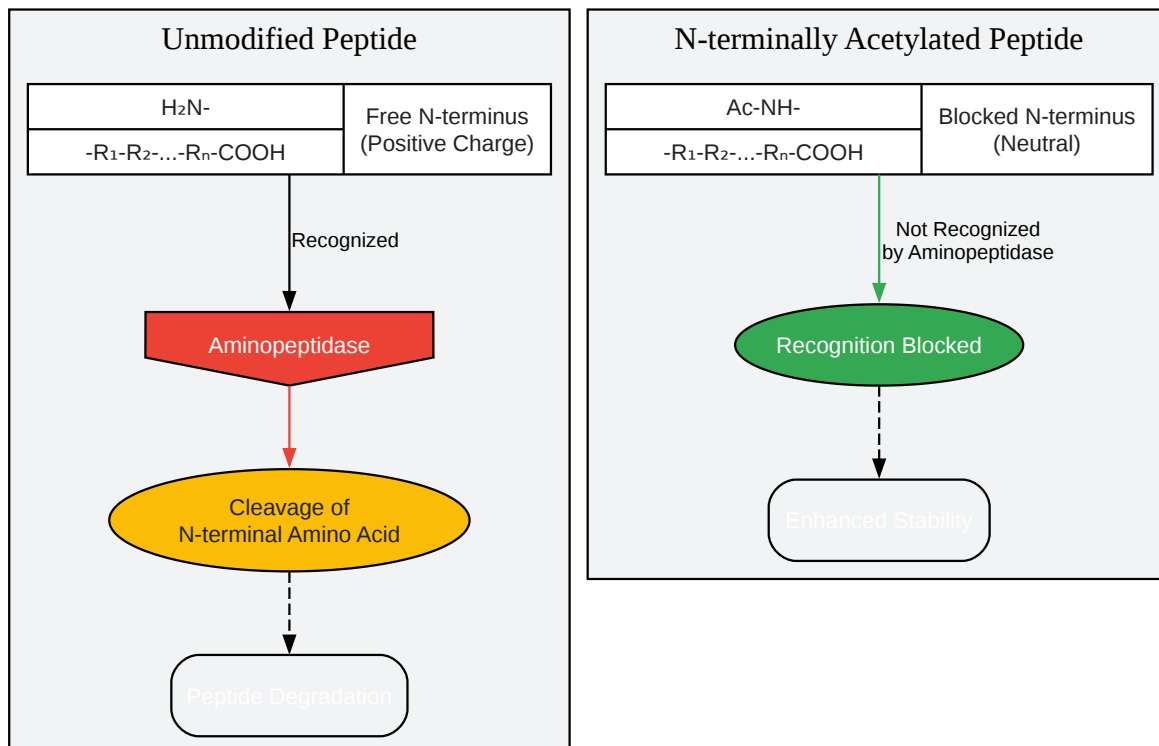 Unmodified Peptide
H₂N-
-R₁-R₂-...-Rₙ-COOH
Free N-terminus
(Positive Charge)
Recognized
Aminopeptidase
Cleavage of
N-terminal Amino Acid
Peptide Degradation
N-terminally Acetylated Peptide
Ac-NH-
-R₁-R₂-...-Rₙ-COOH
Blocked N-terminus
(Neutral)
Not Recognized
by Aminopeptidase
Recognition Blocked
Enhanced Stability